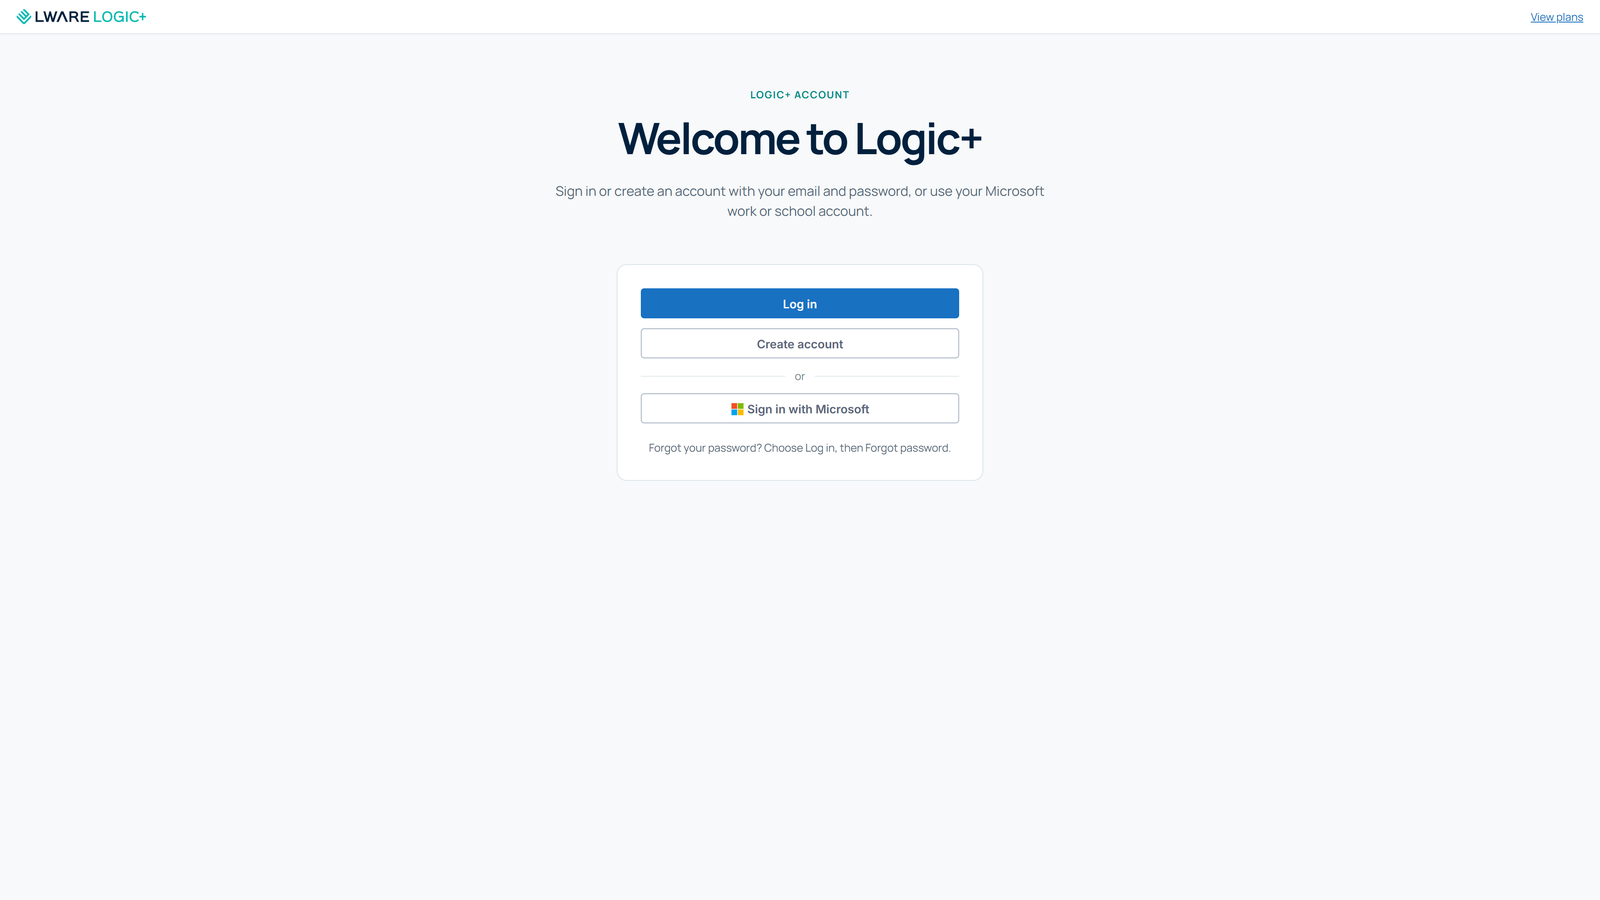 LWARE LOGIC+
View plans
LOGIC+ ACCOUNT
Welcome to Logic+
Sign in or create an account with your email and password, or use your Microsoft
work or school account.
Log in
Create account
or
Sign in with Microsoft
Forgot your password? Choose Log in, then Forgot password.